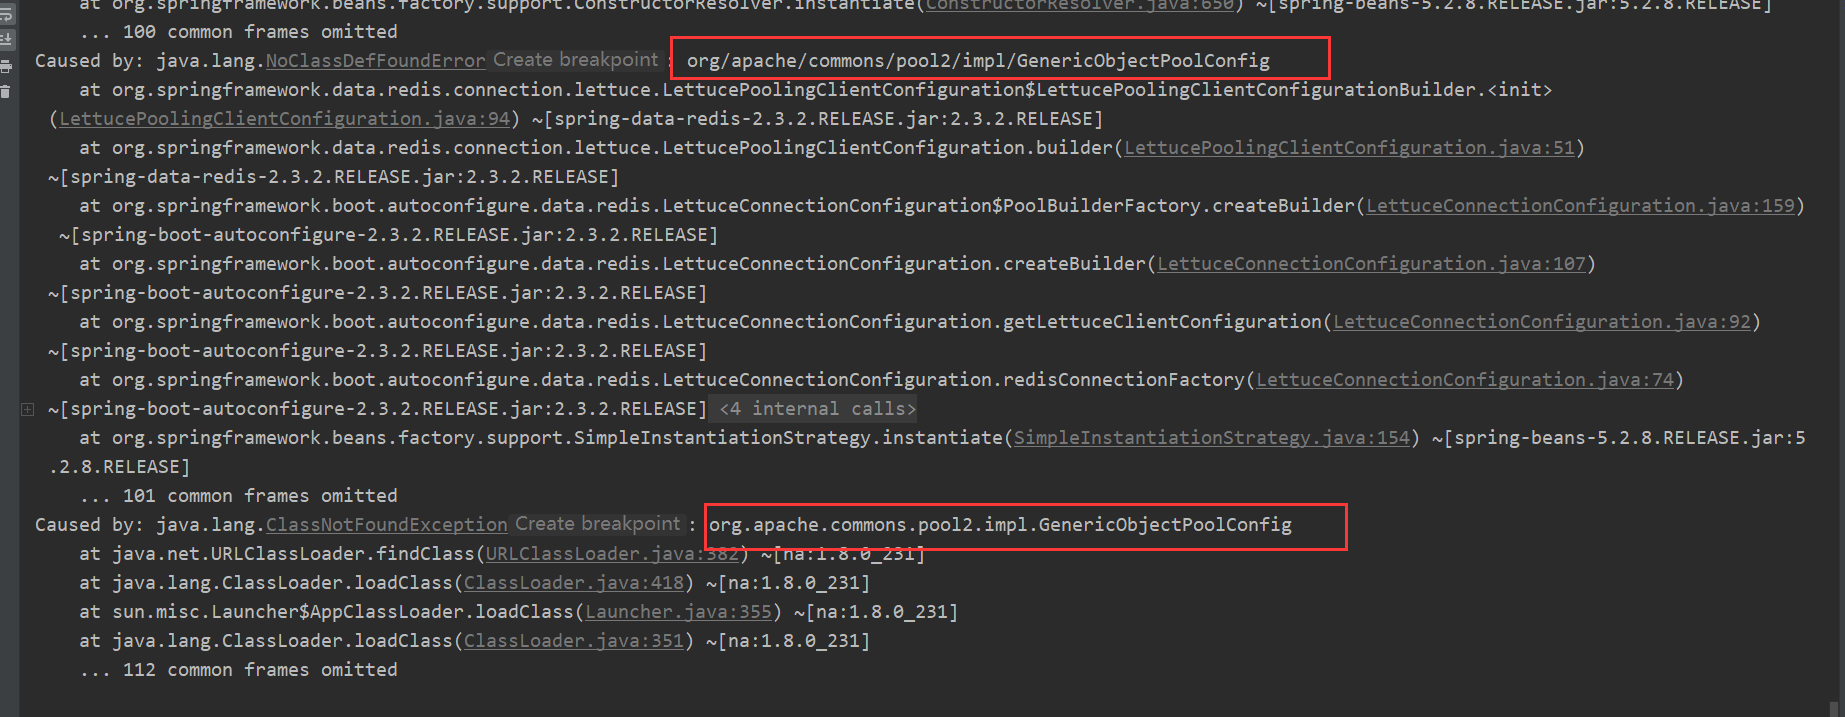 at org.springframework.beans.factory.support.ConstructorResolver.instantiate(ConstructorResolver.java:650) ~[spring-beans-5.2.8.RELEASE.jar:5.2.8.RELEASE]
... 100 common frames omitted
Caused by: java.lang.NoClassDefFoundError Create breakpoint : org/apache/commons/pool2/impl/GenericObjectPoolConfig
at org.springframework.data.redis.connection.lettuce.LettucePoolingClientConfiguration$LettucePoolingClientConfigurationBuilder.<init>
(LettucePoolingClientConfiguration.java:94) ~[spring-data-redis-2.3.2.RELEASE.jar:2.3.2.RELEASE]
at org.springframework.data.redis.connection.lettuce.LettucePoolingClientConfiguration.builder(LettucePoolingClientConfiguration.java:51)
~[spring-data-redis-2.3.2.RELEASE.jar:2.3.2.RELEASE]
at org.springframework.boot.autoconfigure.data.redis.LettuceConnectionConfiguration$PoolBuilderFactory.createBuilder(LettuceConnectionConfiguration.java:159)
~[spring-boot-autoconfigure-2.3.2.RELEASE.jar:2.3.2.RELEASE]
at org.springframework.boot.autoconfigure.data.redis.LettuceConnectionConfiguration.createBuilder(LettuceConnectionConfiguration.java:107)
~[spring-boot-autoconfigure-2.3.2.RELEASE.jar:2.3.2.RELEASE]
at org.springframework.boot.autoconfigure.data.redis.LettuceConnectionConfiguration.getLettuceClientConfiguration(LettuceConnectionConfiguration.java:92)
~[spring-boot-autoconfigure-2.3.2.RELEASE.jar:2.3.2.RELEASE]
at org.springframework.boot.autoconfigure.data.redis.LettuceConnectionConfiguration.redisConnectionFactory(LettuceConnectionConfiguration.java:74)
~[spring-boot-autoconfigure-2.3.2.RELEASE.jar:2.3.2.RELEASE] <4 internal calls>
at org.springframework.beans.factory.support.SimpleInstantiationStrategy.instantiate(SimpleInstantiationStrategy.java:154) ~[spring-beans-5.2.8.RELEASE.jar:5
.2.8.RELEASE]
... 101 common frames omitted
Caused by: java.lang.ClassNotFoundException Create breakpoint : org.apache.commons.pool2.impl.GenericObjectPoolConfig
at java.net.URLClassLoader.findClass(URLClassLoader.java:382) ~[na:1.8.0_231]
at java.lang.ClassLoader.loadClass(ClassLoader.java:418) ~[na:1.8.0_231]
at sun.misc.Launcher$AppClassLoader.loadClass(Launcher.java:355) ~[na:1.8.0_231]
at java.lang.ClassLoader.loadClass(ClassLoader.java:351) ~[na:1.8.0_231]
... 112 common frames omitted